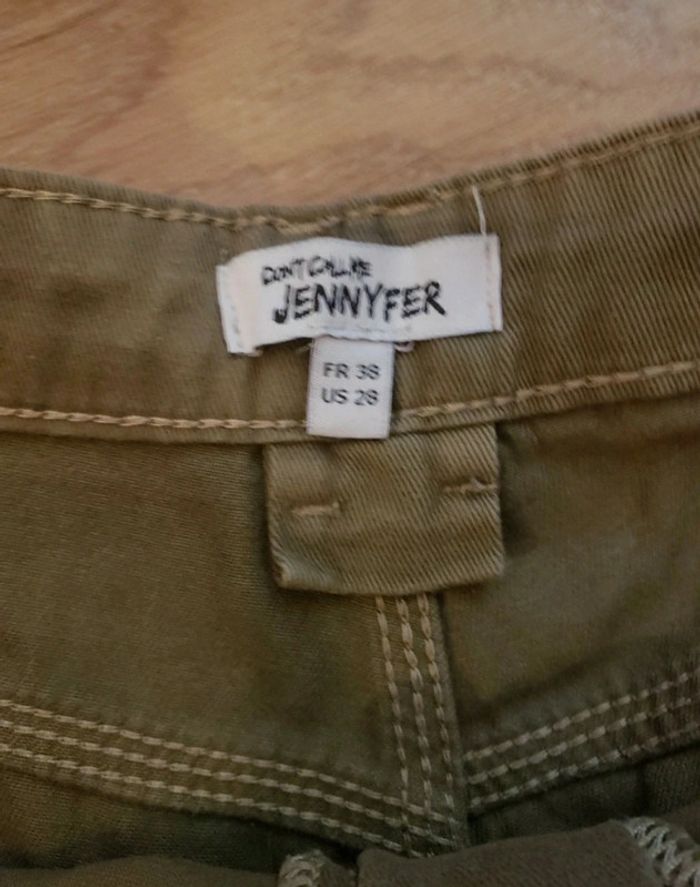 DON'T CALL ME
JENNYFER
FR 38
US 28